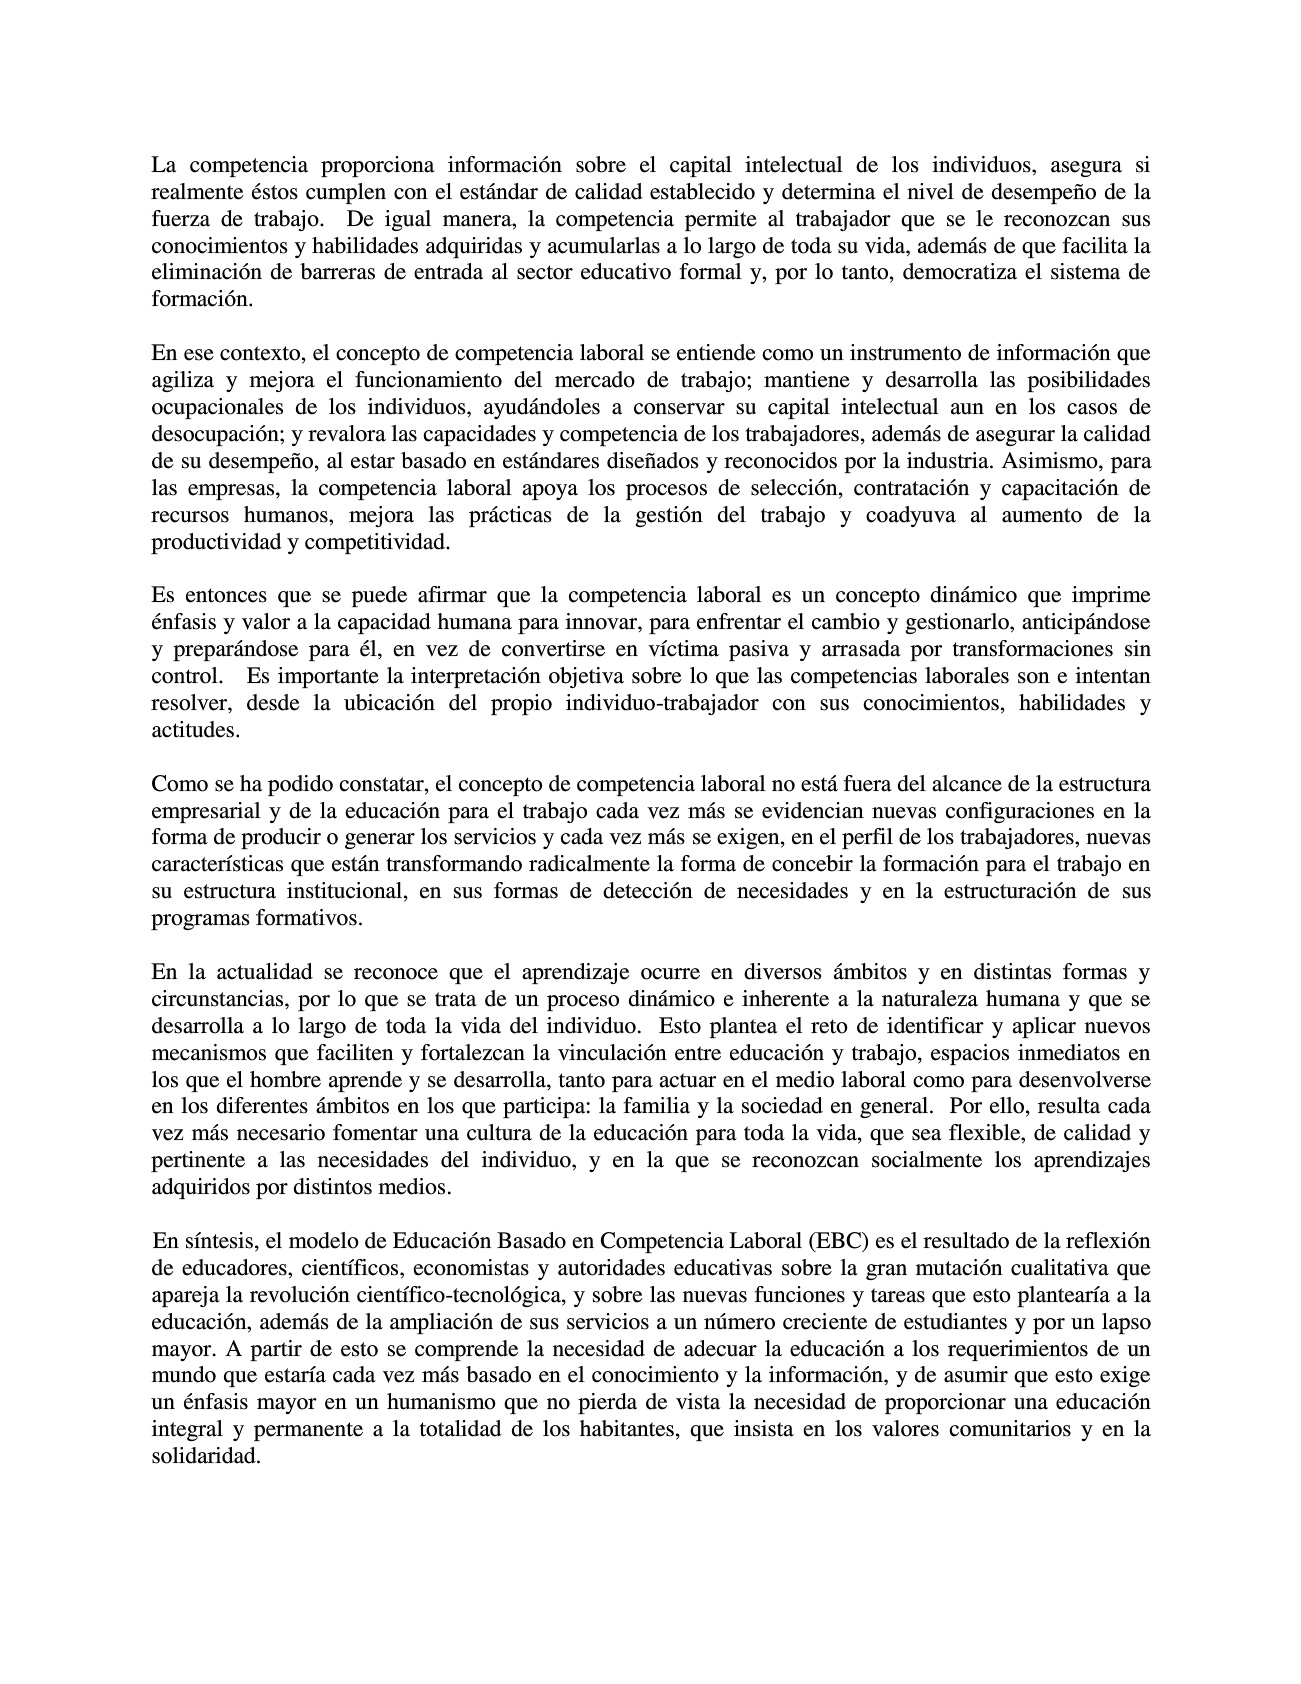 La competencia proporciona información sobre el capital intelectual de los individuos, asegura si
realmente éstos cumplen con el estándar de calidad establecido y determina el nivel de desempeño de la
fuerza de trabajo.  De igual manera, la competencia permite al trabajador que se le reconozcan sus
conocimientos y habilidades adquiridas y acumularlas a lo largo de toda su vida, además de que facilita la
eliminación de barreras de entrada al sector educativo formal y, por lo tanto, democratiza el sistema de
formación.

En ese contexto, el concepto de competencia laboral se entiende como un instrumento de información que
agiliza y mejora el funcionamiento del mercado de trabajo; mantiene y desarrolla las posibilidades
ocupacionales de los individuos, ayudándoles a conservar su capital intelectual aun en los casos de
desocupación; y revalora las capacidades y competencia de los trabajadores, además de asegurar la calidad
de su desempeño, al estar basado en estándares diseñados y reconocidos por la industria. Asimismo, para
las empresas, la competencia laboral apoya los procesos de selección, contratación y capacitación de
recursos humanos, mejora las prácticas de la gestión del trabajo y coadyuva al aumento de la
productividad y competitividad.

Es entonces que se puede afirmar que la competencia laboral es un concepto dinámico que imprime
énfasis y valor a la capacidad humana para innovar, para enfrentar el cambio y gestionarlo, anticipándose
y preparándose para él, en vez de convertirse en víctima pasiva y arrasada por transformaciones sin
control.  Es importante la interpretación objetiva sobre lo que las competencias laborales son e intentan
resolver, desde la ubicación del propio individuo-trabajador con sus conocimientos, habilidades y
actitudes.

Como se ha podido constatar, el concepto de competencia laboral no está fuera del alcance de la estructura
empresarial y de la educación para el trabajo cada vez más se evidencian nuevas configuraciones en la
forma de producir o generar los servicios y cada vez más se exigen, en el perfil de los trabajadores, nuevas
características que están transformando radicalmente la forma de concebir la formación para el trabajo en
su estructura institucional, en sus formas de detección de necesidades y en la estructuración de sus
programas formativos.

En la actualidad se reconoce que el aprendizaje ocurre en diversos ámbitos y en distintas formas y
circunstancias, por lo que se trata de un proceso dinámico e inherente a la naturaleza humana y que se
desarrolla a lo largo de toda la vida del individuo.  Esto plantea el reto de identificar y aplicar nuevos
mecanismos que faciliten y fortalezcan la vinculación entre educación y trabajo, espacios inmediatos en
los que el hombre aprende y se desarrolla, tanto para actuar en el medio laboral como para desenvolverse
en los diferentes ámbitos en los que participa: la familia y la sociedad en general.  Por ello, resulta cada
vez más necesario fomentar una cultura de la educación para toda la vida, que sea flexible, de calidad y
pertinente a las necesidades del individuo, y en la que se reconozcan socialmente los aprendizajes
adquiridos por distintos medios.

En síntesis, el modelo de Educación Basado en Competencia Laboral (EBC) es el resultado de la reflexión
de educadores, científicos, economistas y autoridades educativas sobre la gran mutación cualitativa que
apareja la revolución científico-tecnológica, y sobre las nuevas funciones y tareas que esto plantearía a la
educación, además de la ampliación de sus servicios a un número creciente de estudiantes y por un lapso
mayor. A partir de esto se comprende la necesidad de adecuar la educación a los requerimientos de un
mundo que estaría cada vez más basado en el conocimiento y la información, y de asumir que esto exige
un énfasis mayor en un humanismo que no pierda de vista la necesidad de proporcionar una educación
integral y permanente a la totalidad de los habitantes, que insista en los valores comunitarios y en la
solidaridad.